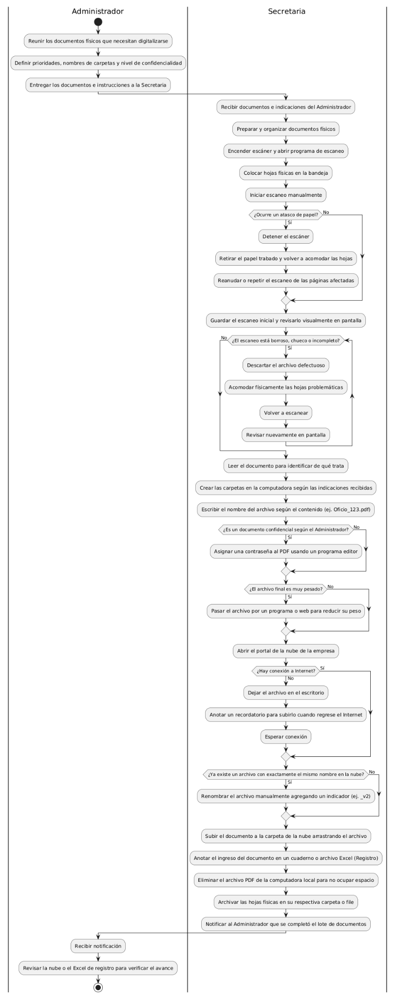 Administrador
Secretaria
Reunir los documentos físicos que necesitan digitalizarse
Definir prioridades, nombres de carpetas y nivel de confidencialidad
Entregar los documentos e instrucciones a la Secretaria
Recibir documentos e indicaciones del Administrador
Preparar y organizar documentos físicos
Encender escáner y abrir programa de escaneo
Colocar hojas físicas en la bandeja
Iniciar escaneo manualmente
¿Ocurre un atasco de papel?
No
Sí
Detener el escáner
Retirar el papel trabado y volver a acomodar las hojas
Reanudar o repetir el escaneo de las páginas afectadas
Guardar el escaneo inicial y revisarlo visualmente en pantalla
No
¿El escaneo está borroso, chueco o incompleto?
Sí
Descartar el archivo defectuoso
Acomodar físicamente las hojas problemáticas
Volver a escanear
Revisar nuevamente en pantalla
Leer el documento para identificar de qué trata
Crear las carpetas en la computadora según las indicaciones recibidas
Escribir el nombre del archivo según el contenido (ej. Oficio_123.pdf)
¿Es un documento confidencial según el Administrador?
No
Sí
Asignar una contraseña al PDF usando un programa editor
¿El archivo final es muy pesado?
No
Sí
Pasar el archivo por un programa o web para reducir su peso
Abrir el portal de la nube de la empresa
¿Hay conexión a Internet?
Sí
No
Dejar el archivo en el escritorio
Anotar un recordatorio para subirlo cuando regrese el Internet
Esperar conexión
¿Ya existe un archivo con exactamente el mismo nombre en la nube?
No
Sí
Renombrar el archivo manualmente agregando un indicador (ej. _v2)
Subir el documento a la carpeta de la nube arrastrando el archivo
Anotar el ingreso del documento en un cuaderno o archivo Excel (Registro)
Eliminar el archivo PDF de la computadora local para no ocupar espacio
Archivar las hojas físicas en su respectiva carpeta o file
Notificar al Administrador que se completó el lote de documentos
Recibir notificación
Revisar la nube o el Excel de registro para verificar el avance